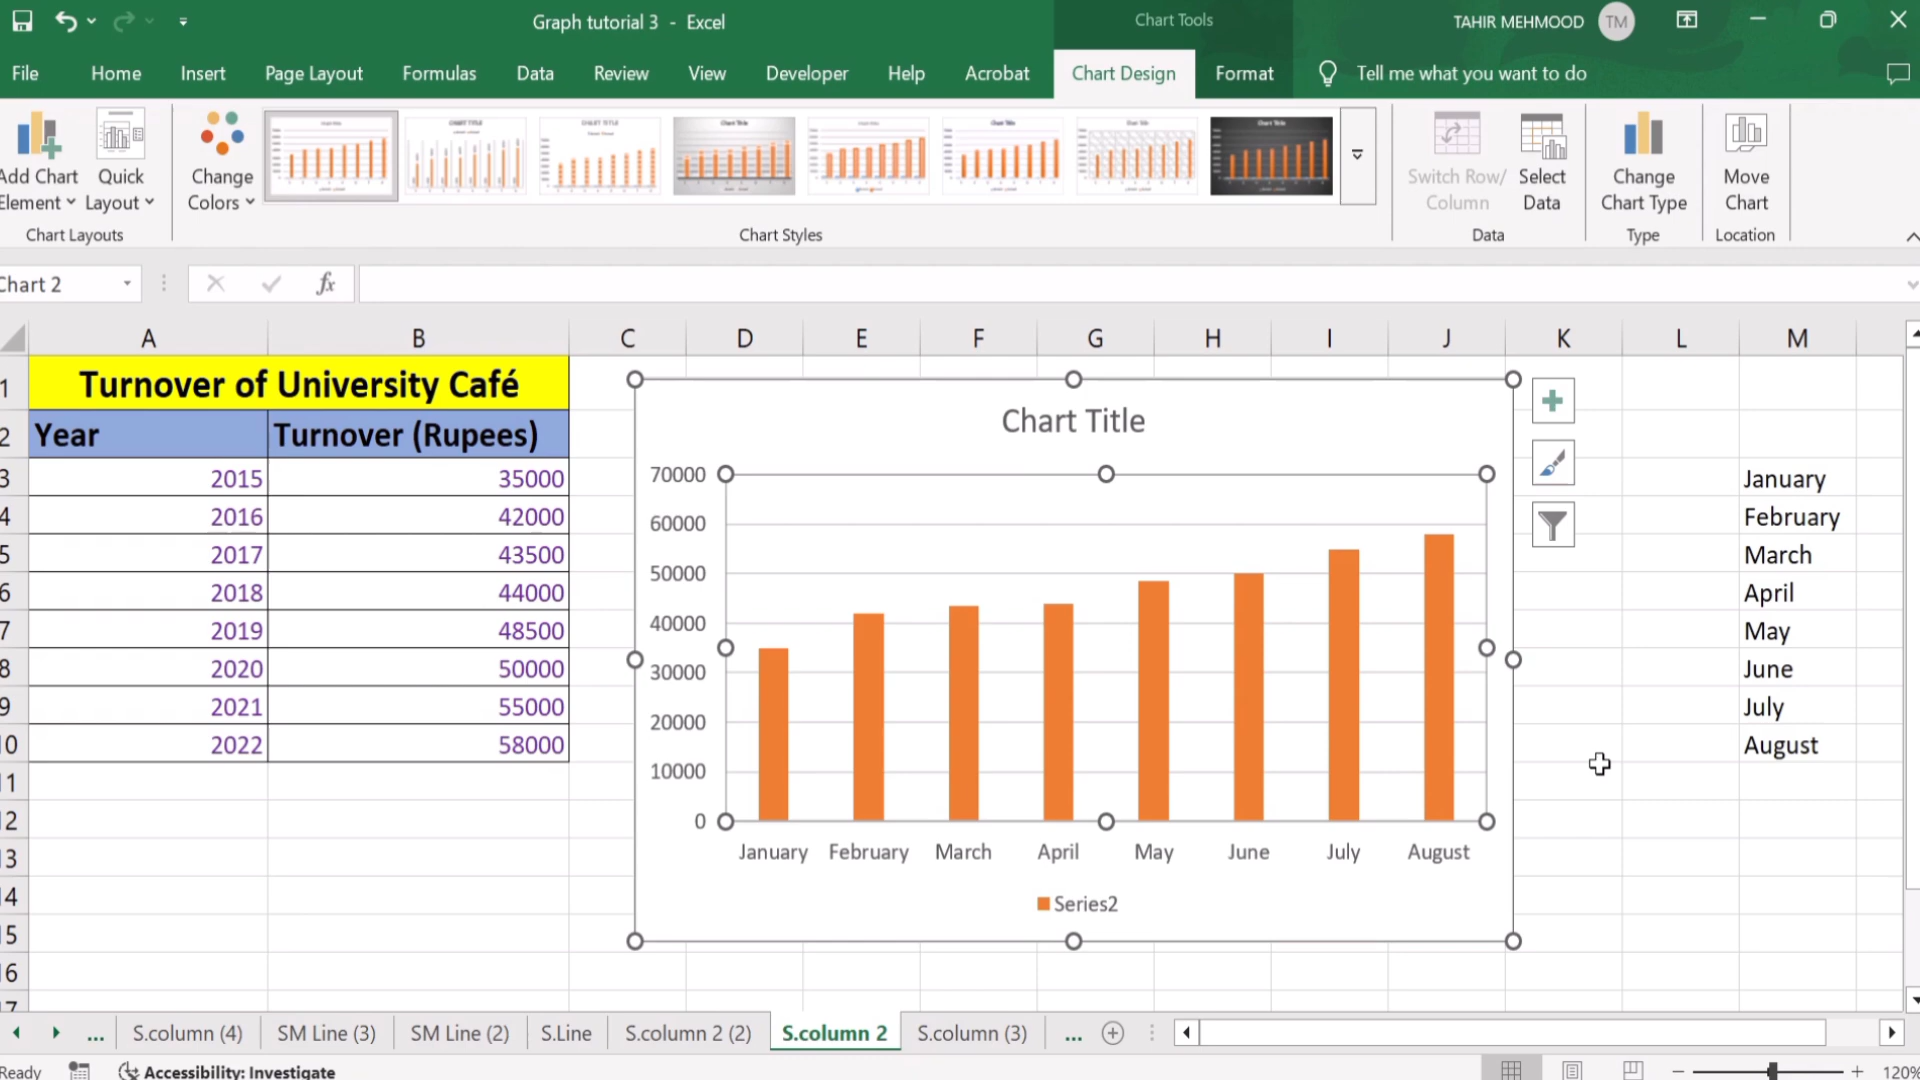 Graph tutorial 3 - Excel
Chart Tools
TAHIR MEHMOOD TM
File Home Insert Page Layout Formulas Data Review View Developer Help Acrobat Chart Design Format Tell me what you want to do
Add Chart Element
Quick Layout
Change Colors
Switch Row/ Column
Select Data
Change Chart Type
Move Chart
Chart Layouts Chart Styles Data Type Location
Chart 2 fx
A B C D E F G H I J K L M
1 Turnover of University Café
2 Year Turnover (Rupees)
3 2015 35000 January
4 2016 42000 February
5 2017 43500 March
6 2018 44000 April
7 2019 48500 May
8 2020 50000 June
9 2021 55000 July
10 2022 58000 August
11
12
13
14
15
16
17
Chart Title
70000
60000
50000
40000
30000
20000
10000
0
January February March April May June July August
Series2
... S.column (4) SM Line (3) SM Line (2) S.Line S.column 2 (2) S.column 2 S.column (3) ...
Ready Accessibility: Investigate 120%